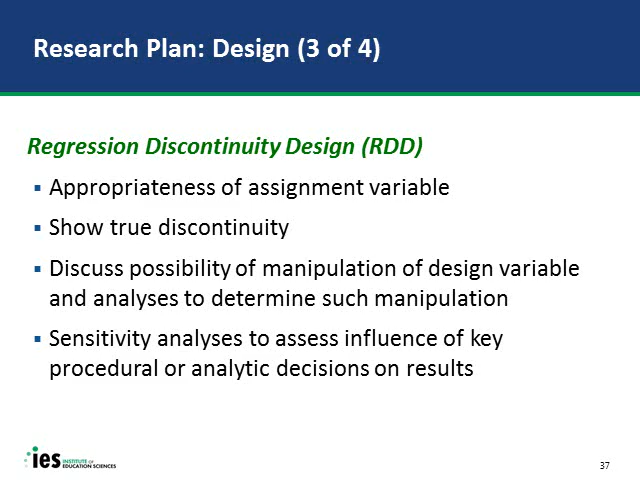 Research Plan: Design (3 of 4)
Regression Discontinuity Design (RDD)
▪ Appropriateness of assignment variable
▪ Show true discontinuity
▪ Discuss possibility of manipulation of design variable
and analyses to determine such manipulation
▪ Sensitivity analyses to assess influence of key
procedural or analytic decisions on results
ies INSTITUTE OF
EDUCATION SCIENCES
37